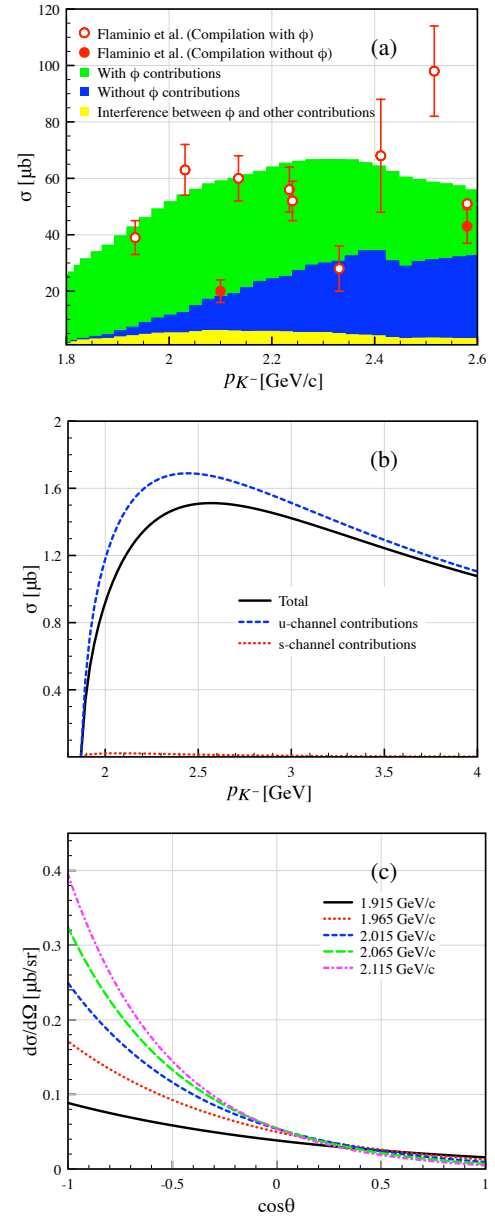 120
100
80
60
40
20
σ [μb]
(a)
Flaminio et al. (Compilation with ϕ)
Flaminio et al. (Compilation without ϕ)
With ϕ contributions
Without ϕ contributions
Interference between ϕ and other contributions
1.8 2 2.2 2.4 2.6
pK⁻ [GeV/c]
2
1.6
1.2
0.8
0.4
σ [μb]
(b)
Total
u-channel contributions
s-channel contributions
2 2.5 3 3.5 4
pK⁻ [GeV]
0.4
0.3
0.2
0.1
0
dσ/dΩ [μb/sr]
(c)
1.915 GeV/c
1.965 GeV/c
2.015 GeV/c
2.065 GeV/c
2.115 GeV/c
-1 -0.5 0 0.5 1
cosθ